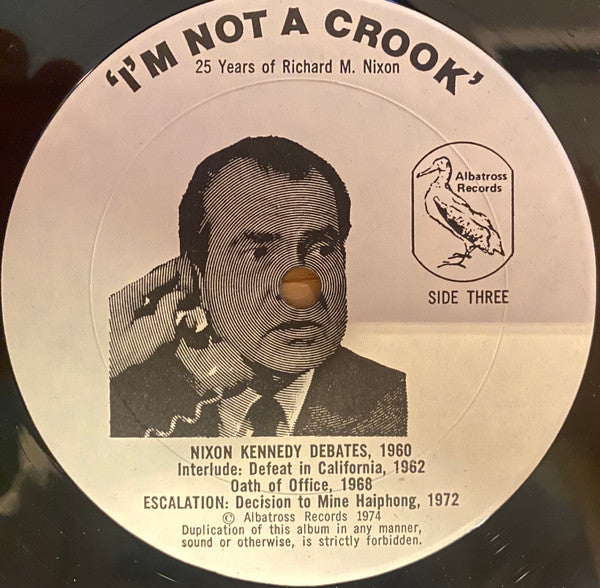 'I'M NOT A CROOK'
25 Years of Richard M. Nixon
Albatross
Records
SIDE THREE
NIXON KENNEDY DEBATES, 1960
Interlude: Defeat in California, 1962
Oath of Office, 1968
ESCALATION: Decision to Mine Haiphong, 1972
© Albatross Records 1974
Duplication of this album in any manner,
sound or otherwise, is strictly forbidden.